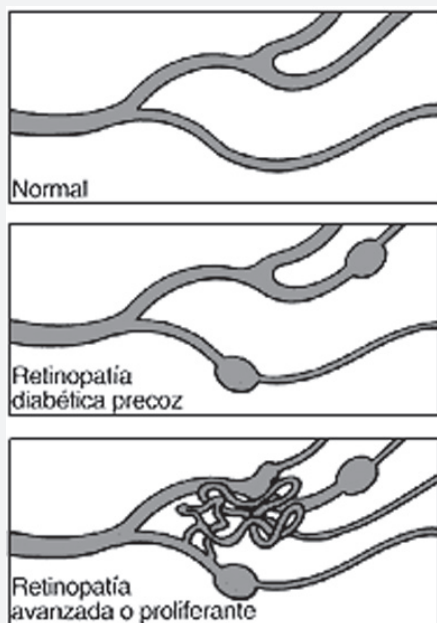 Normal
Retinopatía
diabética precoz
Retinopatía
avanzada o proliferante